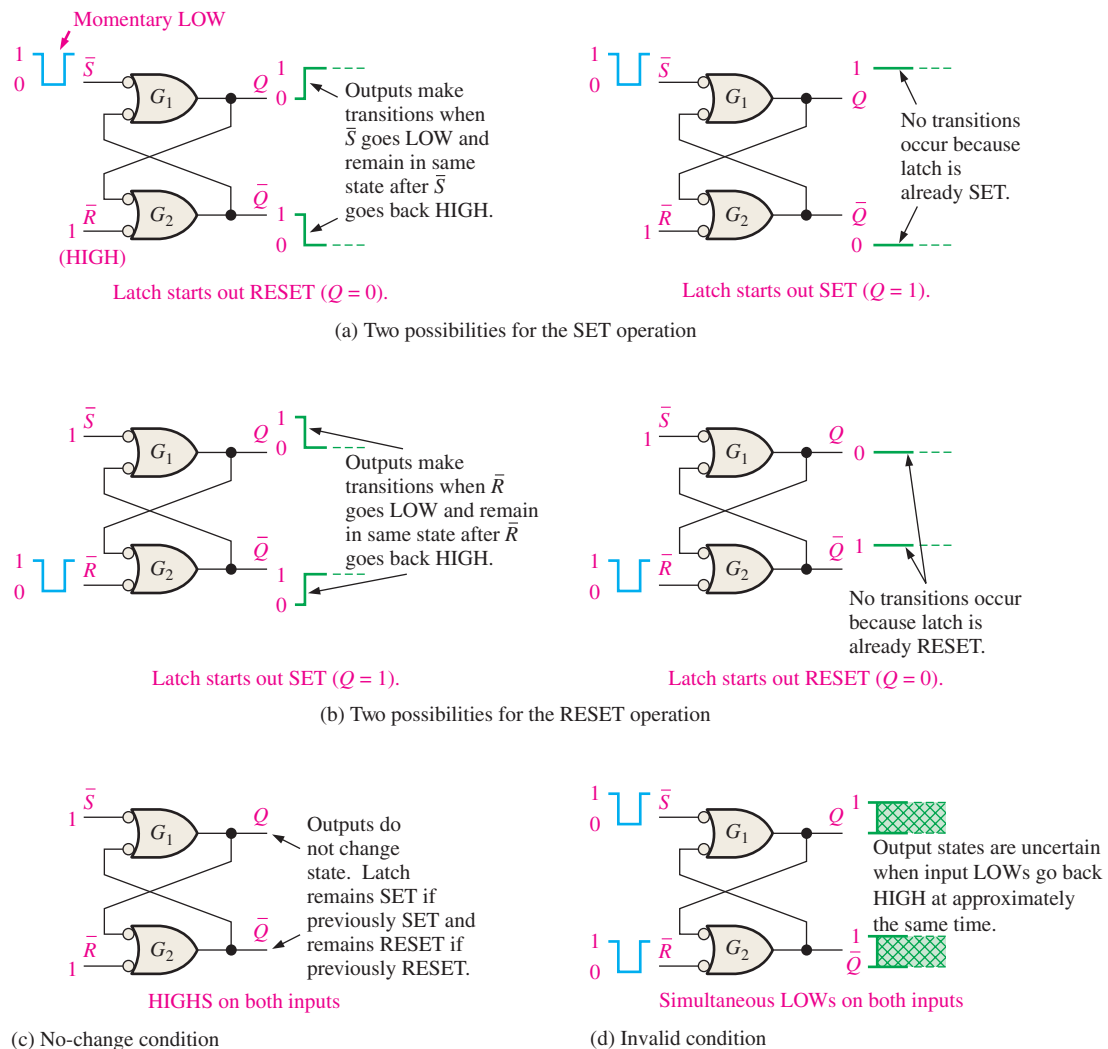 Momentary LOW
1
0
S̄
G₁
Q
1
0
Outputs make
transitions when
S̄ goes LOW and
remain in same
state after S̄
goes back HIGH.
R̄
1
(HIGH)
G₂
Q̄
1
0
Latch starts out RESET (Q = 0).
1
0
S̄
G₁
1
Q
No transitions
occur because
latch is
already SET.
R̄
1
G₂
Q̄
0
Latch starts out SET (Q = 1).
(a) Two possibilities for the SET operation
S̄
1
G₁
Q
1
0
Outputs make
transitions when R̄
goes LOW and remain
in same state after R̄
goes back HIGH.
1
0
R̄
G₂
Q̄
1
0
Latch starts out SET (Q = 1).
S̄
1
G₁
Q
0
1
0
R̄
G₂
Q̄
1
No transitions occur
because latch is
already RESET.
Latch starts out RESET (Q = 0).
(b) Two possibilities for the RESET operation
S̄
1
G₁
Q
Outputs do
not change
state. Latch
remains SET if
previously SET and
remains RESET if
previously RESET.
R̄
1
G₂
Q̄
HIGHS on both inputs
(c) No-change condition
1
0
S̄
G₁
Q
1
Output states are uncertain
when input LOWs go back
HIGH at approximately
the same time.
1
0
R̄
G₂
1
Q̄
Simultaneous LOWs on both inputs
(d) Invalid condition